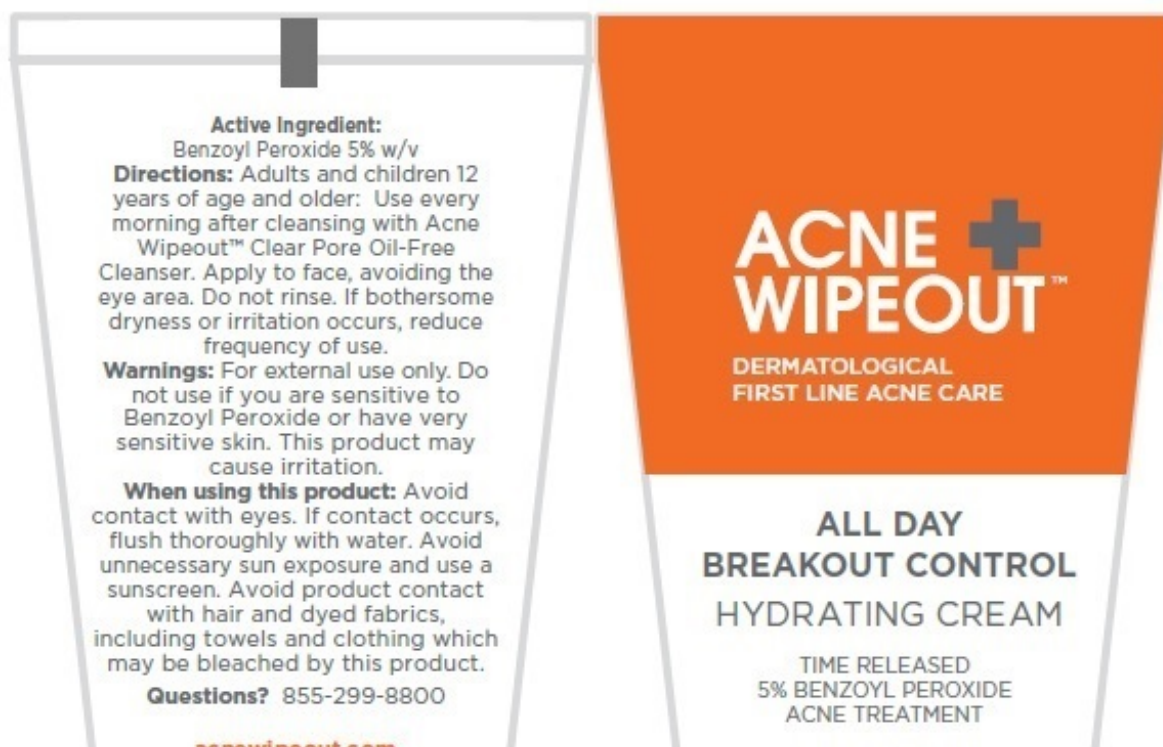 Active Ingredient:
Benzoyl Peroxide 5% w/v
Directions: Adults and children 12
years of age and older: Use every
morning after cleansing with Acne
Wipeout™ Clear Pore Oil-Free
Cleanser. Apply to face, avoiding the
eye area. Do not rinse. If bothersome
dryness or irritation occurs, reduce
frequency of use.
Warnings: For external use only. Do
not use if you are sensitive to
Benzoyl Peroxide or have very
sensitive skin. This product may
cause irritation.
When using this product: Avoid
contact with eyes. If contact occurs,
flush thoroughly with water. Avoid
unnecessary sun exposure and use a
sunscreen. Avoid product contact
with hair and dyed fabrics,
including towels and clothing which
may be bleached by this product.
Questions? 855-299-8800
acnewipeout.com
ACNE
WIPEOUT™
DERMATOLOGICAL
FIRST LINE ACNE CARE
ALL DAY
BREAKOUT CONTROL
HYDRATING CREAM
TIME RELEASED
5% BENZOYL PEROXIDE
ACNE TREATMENT